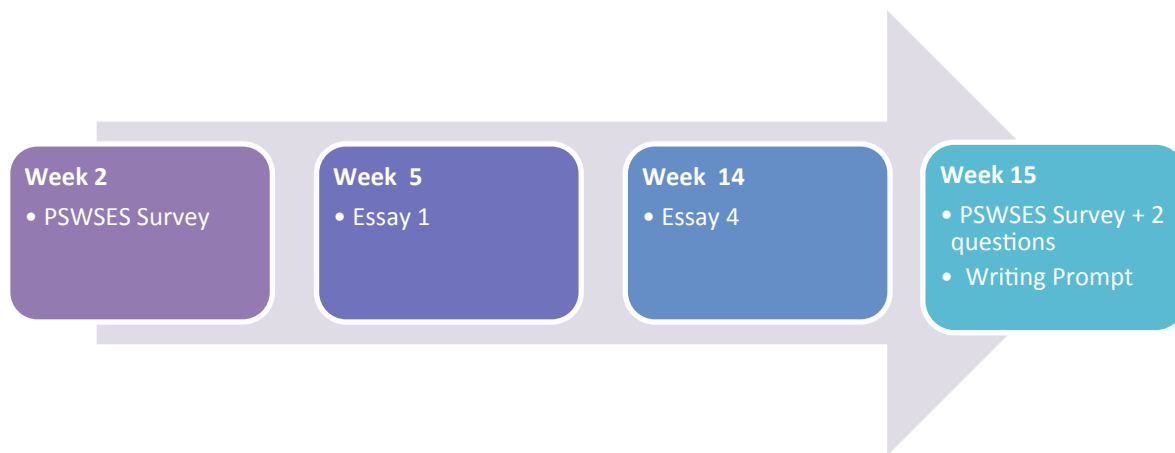 Week 2
• PSWSES Survey
Week 5
• Essay 1
Week 14
• Essay 4
Week 15
• PSWSES Survey + 2
questions
• Writing Prompt